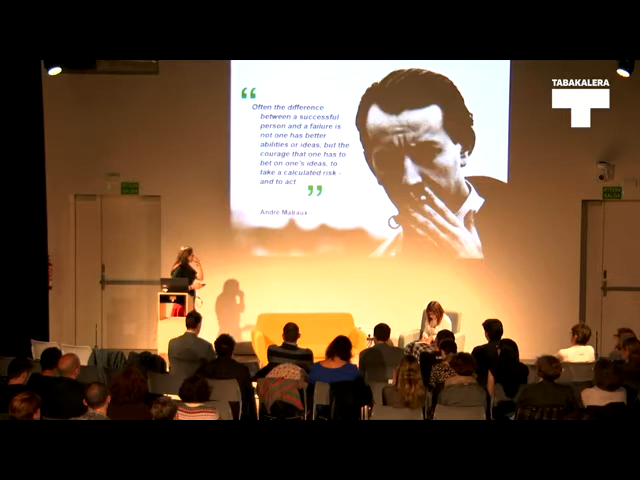 TABAKALERA
“
Often the difference
between a successful
person and a failure is
not one has better
abilities or ideas, but the
courage that one has to
bet on one's ideas, to
take a calculated risk -
and to act
”
André Malraux